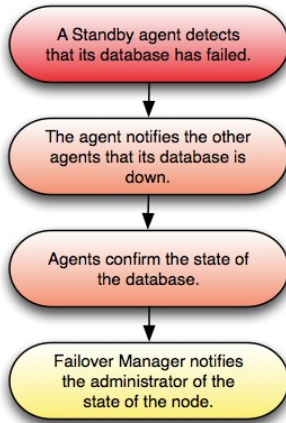 A Standby agent detects
that its database has failed.
The agent notifies the other
agents that its database is
down.
Agents confirm the state of
the database.
Failover Manager notifies
the administrator of the
state of the node.